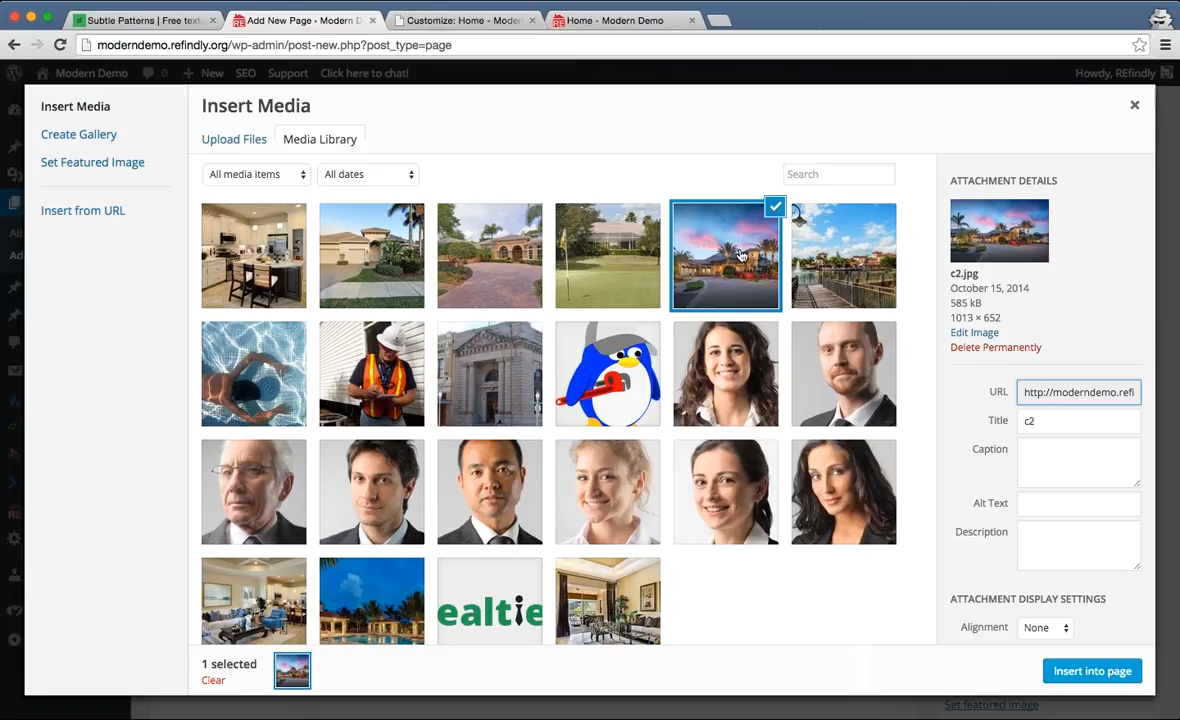 Subtle Patterns | Free text
Add New Page ‹ Modern D
Customize: Home - Modern
Home - Modern Demo
moderndemo.refindly.org/wp-admin/post-new.php?post_type=page
Modern Demo
0
New
SEO
Support
Click here to chat!
Howdy, REfindly
Insert Media
Create Gallery
Set Featured Image
Insert from URL
Insert Media
Upload Files
Media Library
All media items
All dates
Search
ealtie
1 selected
Clear
ATTACHMENT DETAILS
c2.jpg
October 15, 2014
585 kB
1013 × 652
Edit Image
Delete Permanently
URL
http://moderndemo.refi
Title
c2
Caption
Alt Text
Description
ATTACHMENT DISPLAY SETTINGS
Alignment
None
Insert into page
Set featured image